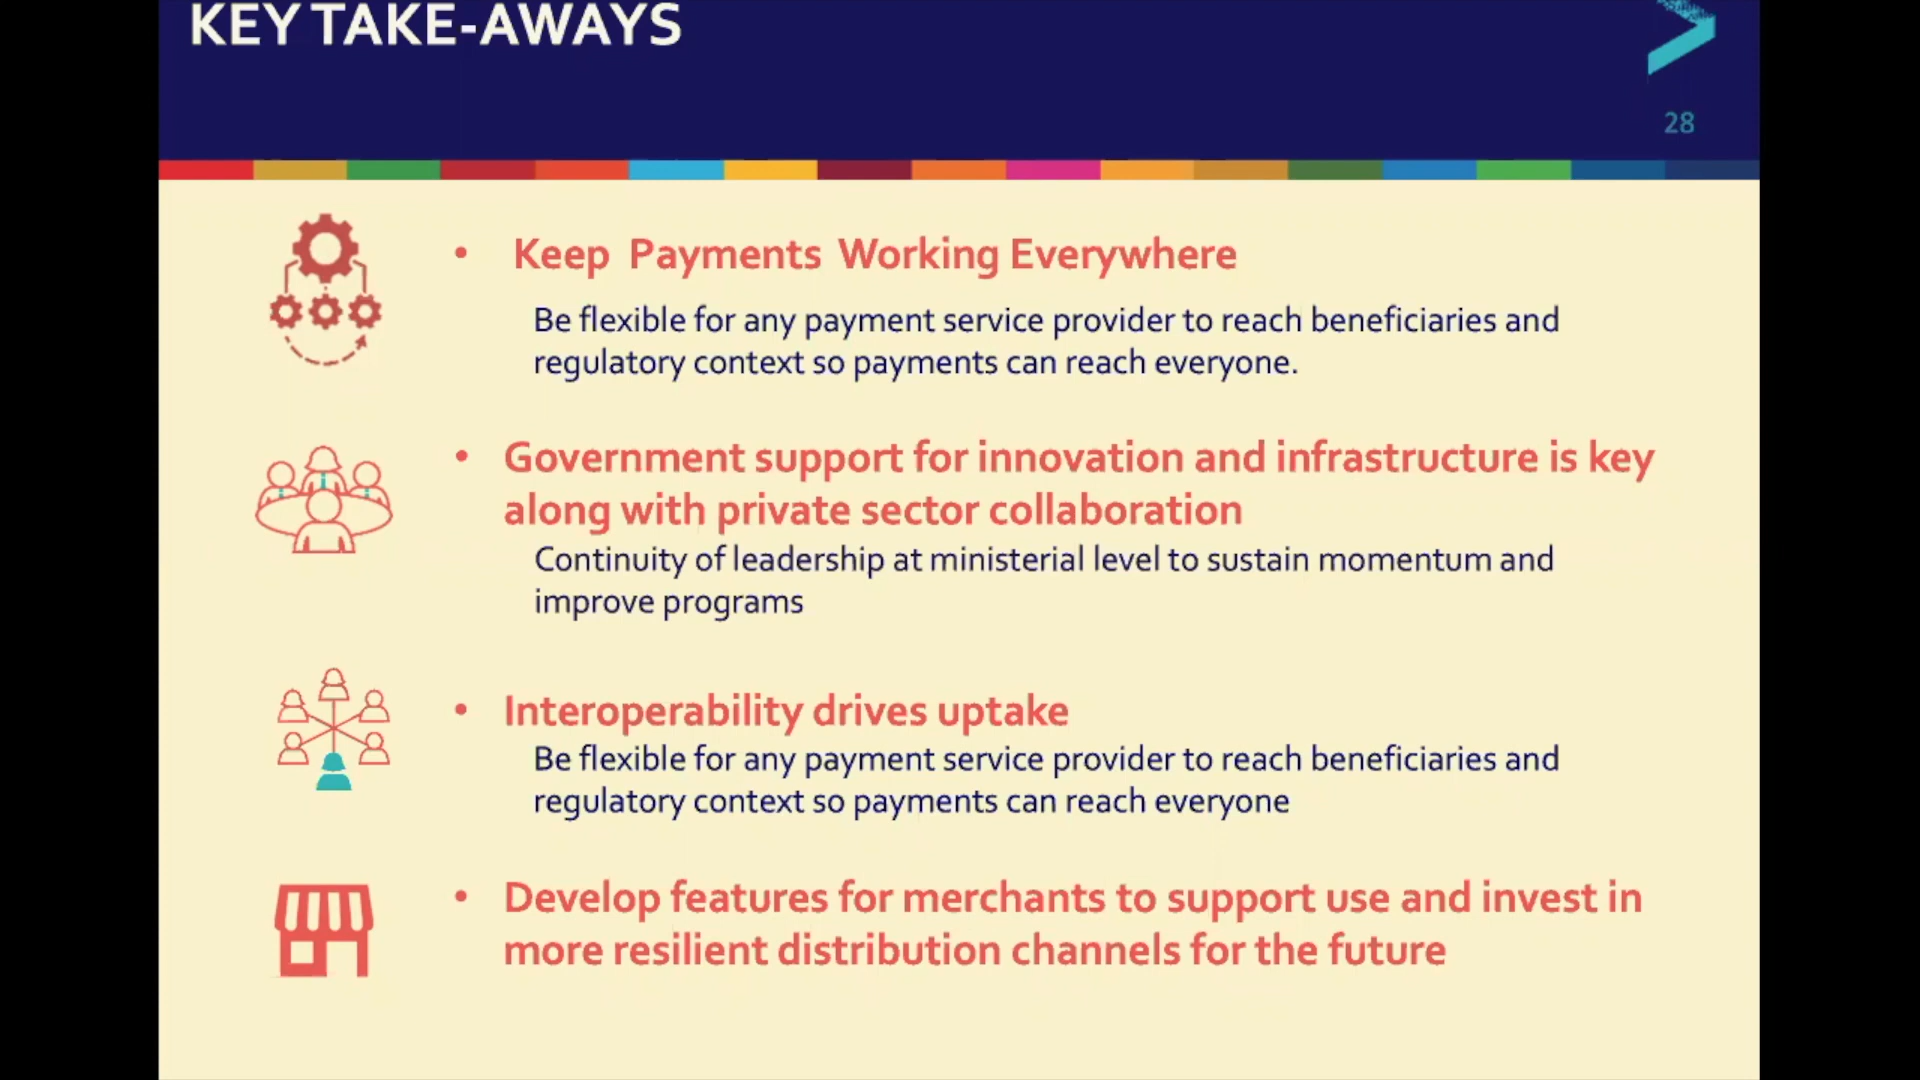 KEY TAKE-AWAYS
28
• Keep Payments Working Everywhere
Be flexible for any payment service provider to reach beneficiaries and
regulatory context so payments can reach everyone.
• Government support for innovation and infrastructure is key
along with private sector collaboration
Continuity of leadership at ministerial level to sustain momentum and
improve programs
• Interoperability drives uptake
Be flexible for any payment service provider to reach beneficiaries and
regulatory context so payments can reach everyone
• Develop features for merchants to support use and invest in
more resilient distribution channels for the future